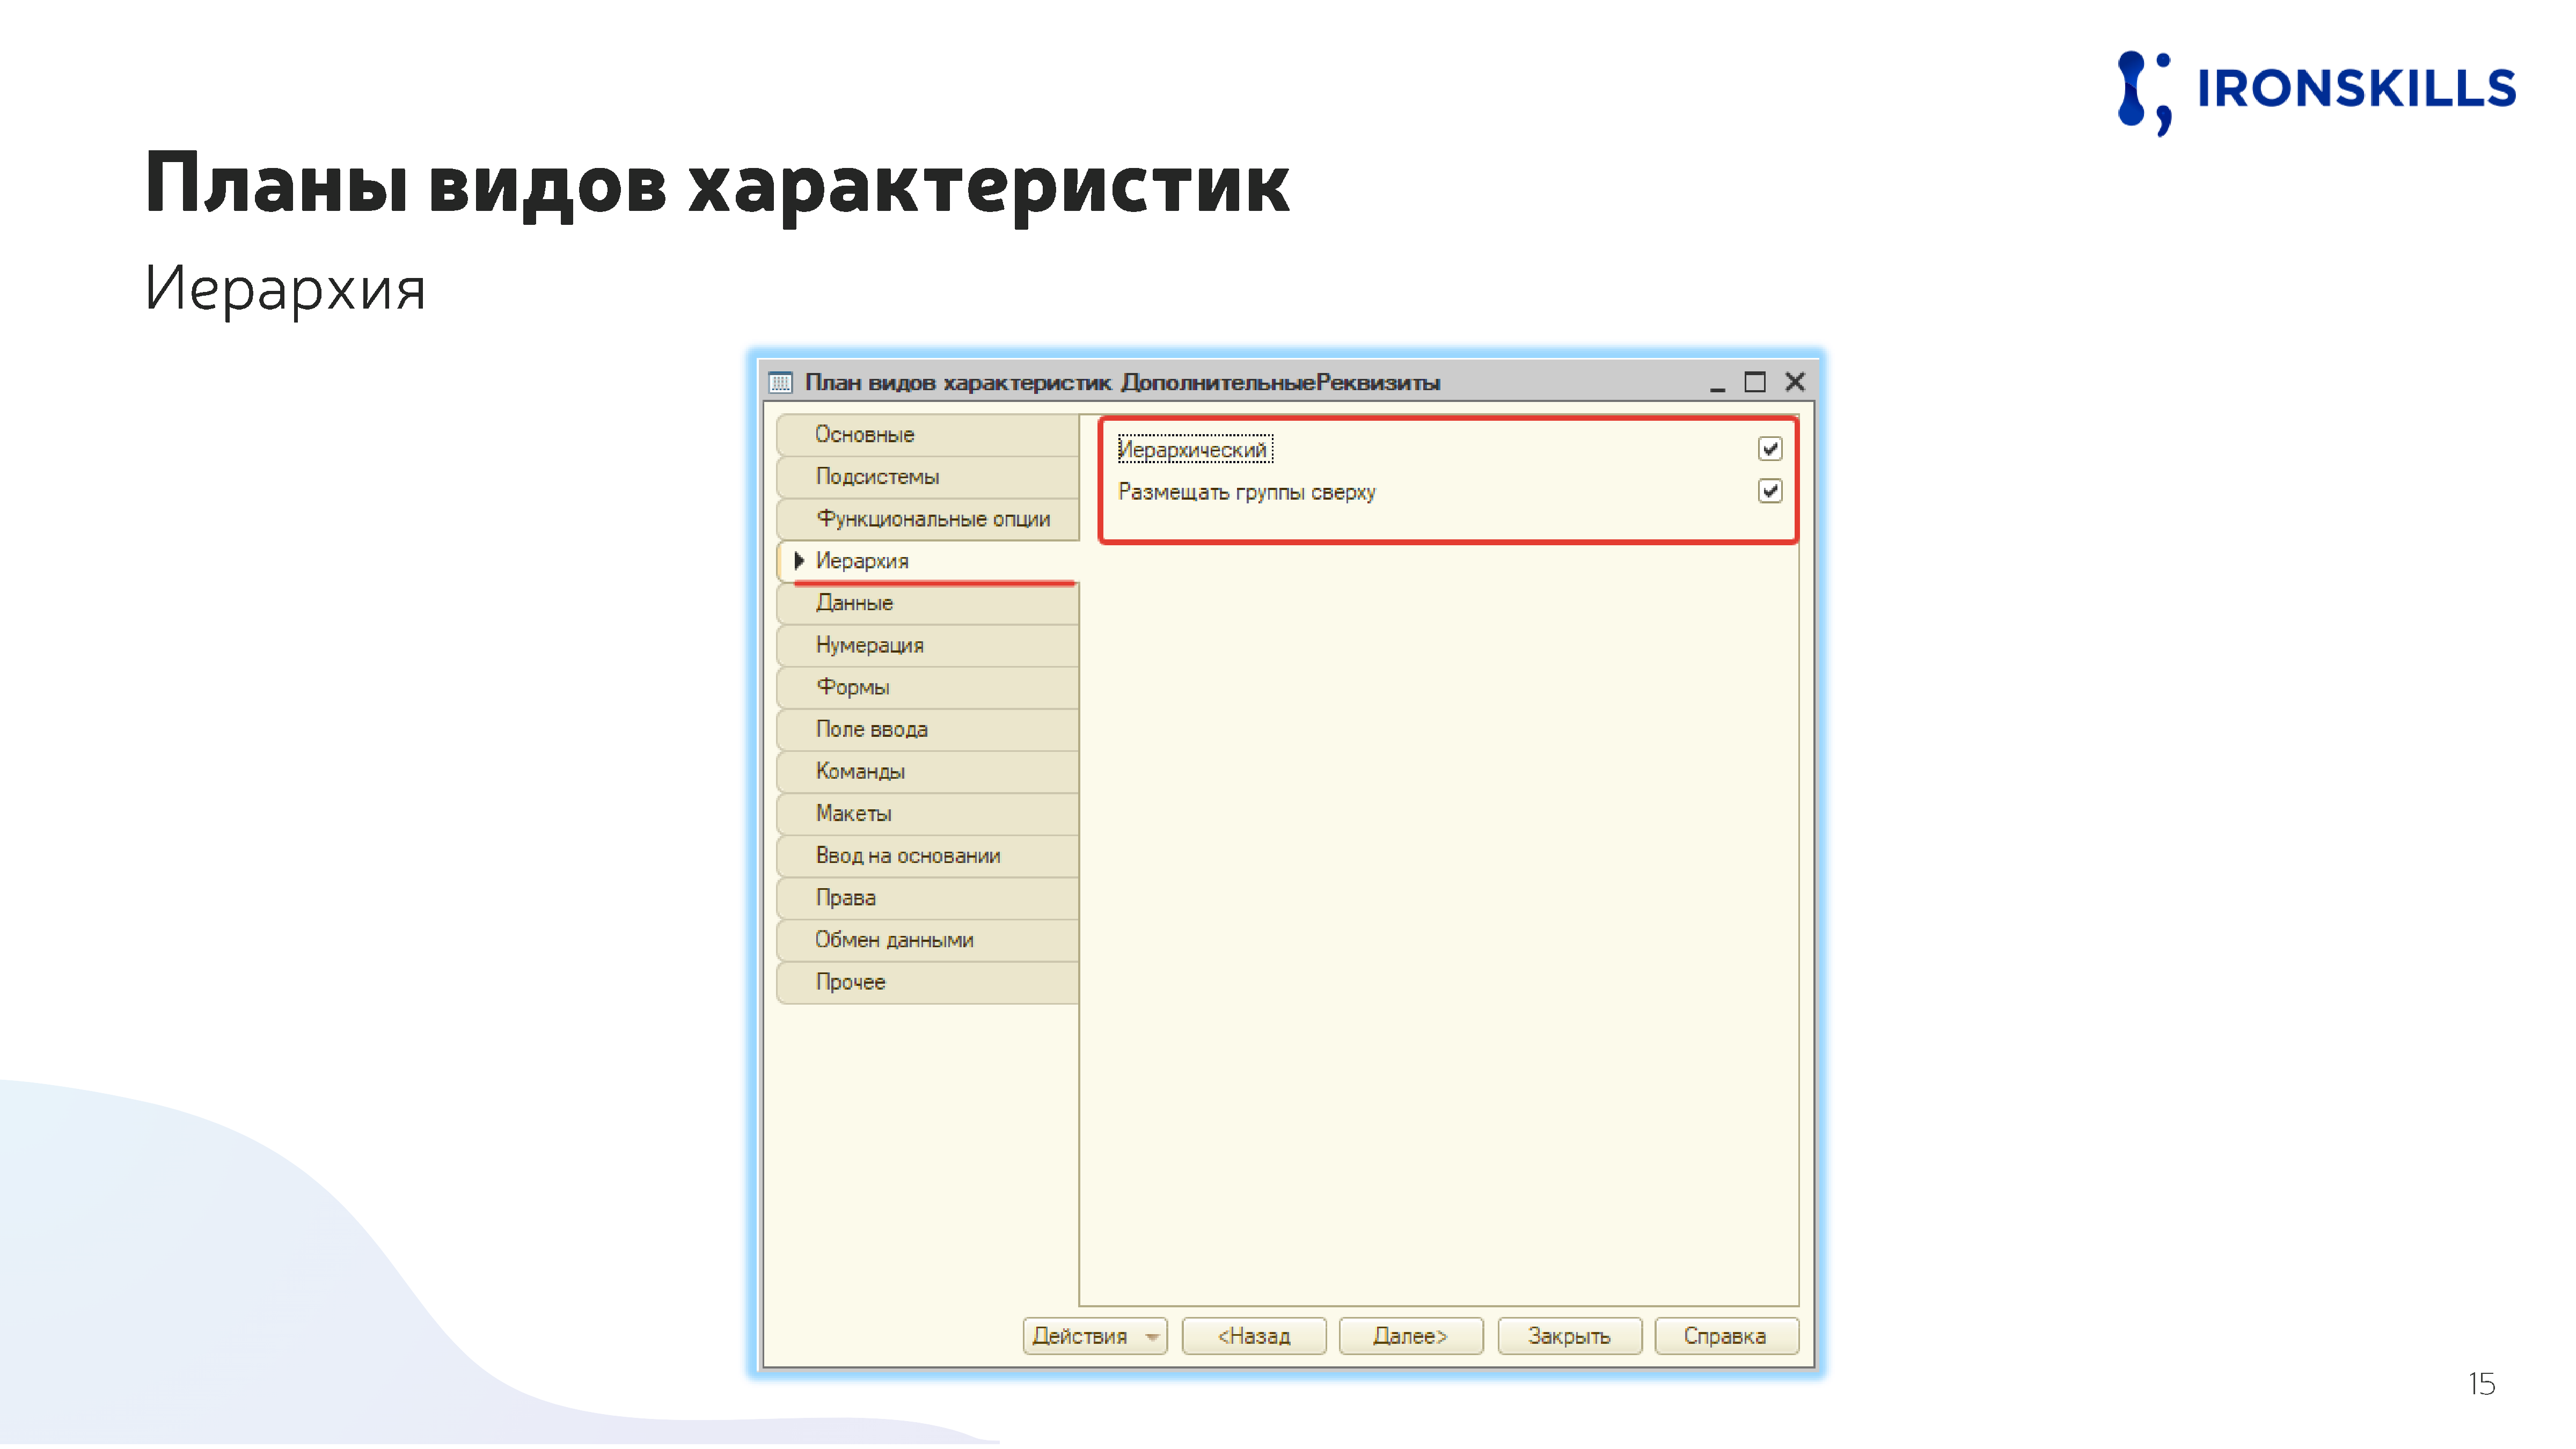 IRONSKILLS
Планы видов характеристик
Иерархия
План видов характеристик ДополнительныеРеквизиты
Основные
Подсистемы
Функциональные опции
Иерархия
Данные
Нумерация
Формы
Поле ввода
Команды
Макеты
Ввод на основании
Права
Обмен данными
Прочее
Иерархический
Размещать группы сверху
Действия
<Назад
Далее>
Закрыть
Справка
15